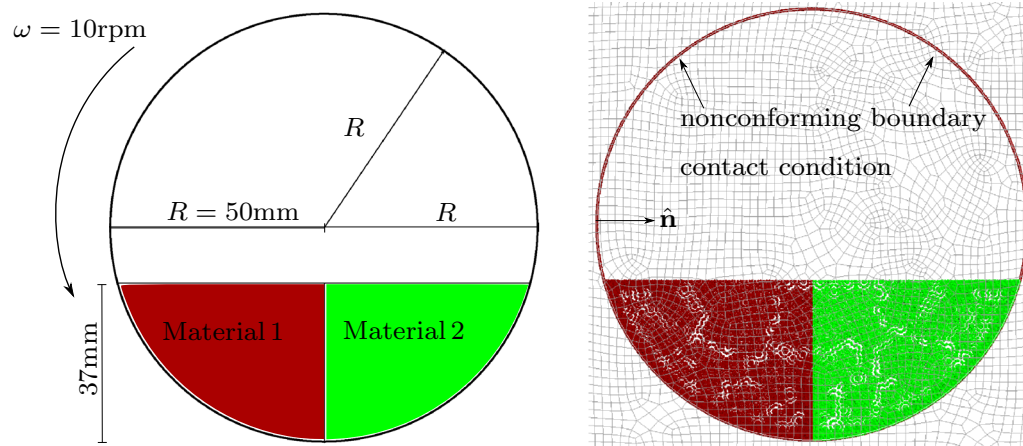 ω = 10rpm
R
R = 50mm
R
Material 1
Material 2
37mm
nonconforming boundary
contact condition
n̂